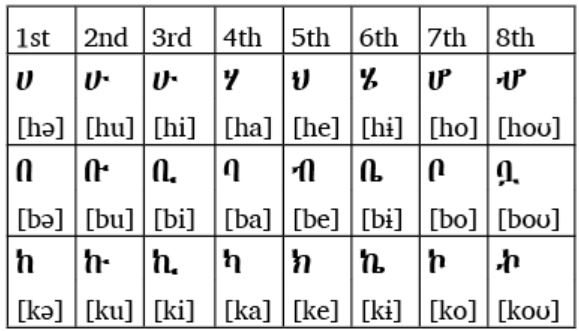 1st 2nd 3rd 4th 5th 6th 7th 8th
ሀ ሁ ሁ ሃ ህ ሄ ሆ ሇ
[hə] [hu] [hi] [ha] [he] [hɨ] [ho] [hoʊ]
በ ቡ ቢ ባ ብ ቤ ቦ ቧ
[bə] [bu] [bi] [ba] [be] [bɨ] [bo] [boʊ]
ከ ኩ ኪ ካ ክ ኬ ኮ ኯ
[kə] [ku] [ki] [ka] [ke] [kɨ] [ko] [koʊ]